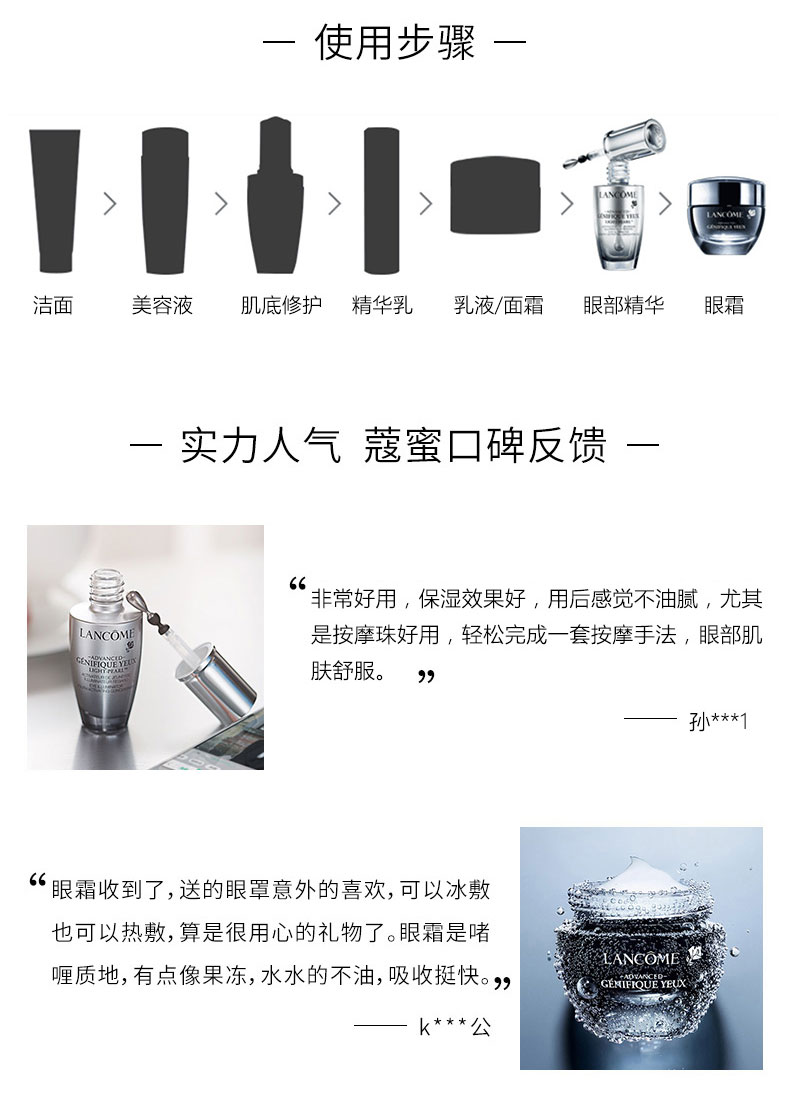 — 使用步骤 —
LANCÔME
GÉNIFIQUE YEUX
LIGHT-PEARL
LANCÔME
GÉNIFIQUE YEUX
洁面 美容液 肌底修护 精华乳 乳液/面霜 眼部精华 眼霜
— 实力人气 蔻蜜口碑反馈 —
LANCÔME
-ADVANCED-
GÉNIFIQUE YEUX
LIGHT-PEARL™
“非常好用，保湿效果好，用后感觉不油腻，尤其
是按摩珠好用，轻松完成一套按摩手法，眼部肌
肤舒服。”
—— 孙***1
“眼霜收到了，送的眼罩意外的喜欢，可以冰敷
也可以热敷，算是很用心的礼物了。眼霜是啫
喱质地，有点像果冻，水水的不油，吸收挺快。”
—— k***公
LANCÔME
-ADVANCED-
GÉNIFIQUE YEUX